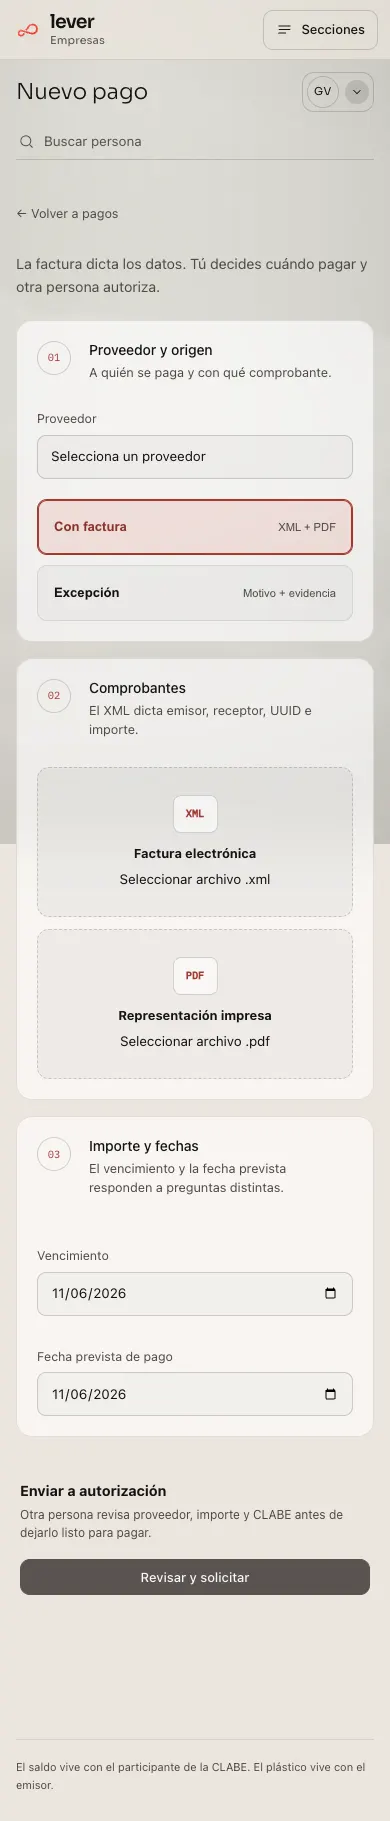 lever
Empresas
Secciones
Nuevo pago
GV
Buscar persona
← Volver a pagos
La factura dicta los datos. Tú decides cuándo pagar y
otra persona autoriza.
01
Proveedor y origen
A quién se paga y con qué comprobante.
Proveedor
Selecciona un proveedor
Con factura
XML + PDF
Excepción
Motivo + evidencia
02
Comprobantes
El XML dicta emisor, receptor, UUID e
importe.
XML
Factura electrónica
Seleccionar archivo .xml
PDF
Representación impresa
Seleccionar archivo .pdf
03
Importe y fechas
El vencimiento y la fecha prevista
responden a preguntas distintas.
Vencimiento
11/06/2026
Fecha prevista de pago
11/06/2026
Enviar a autorización
Otra persona revisa proveedor, importe y CLABE antes de
dejarlo listo para pagar.
Revisar y solicitar
El saldo vive con el participante de la CLABE. El plástico vive con el
emisor.